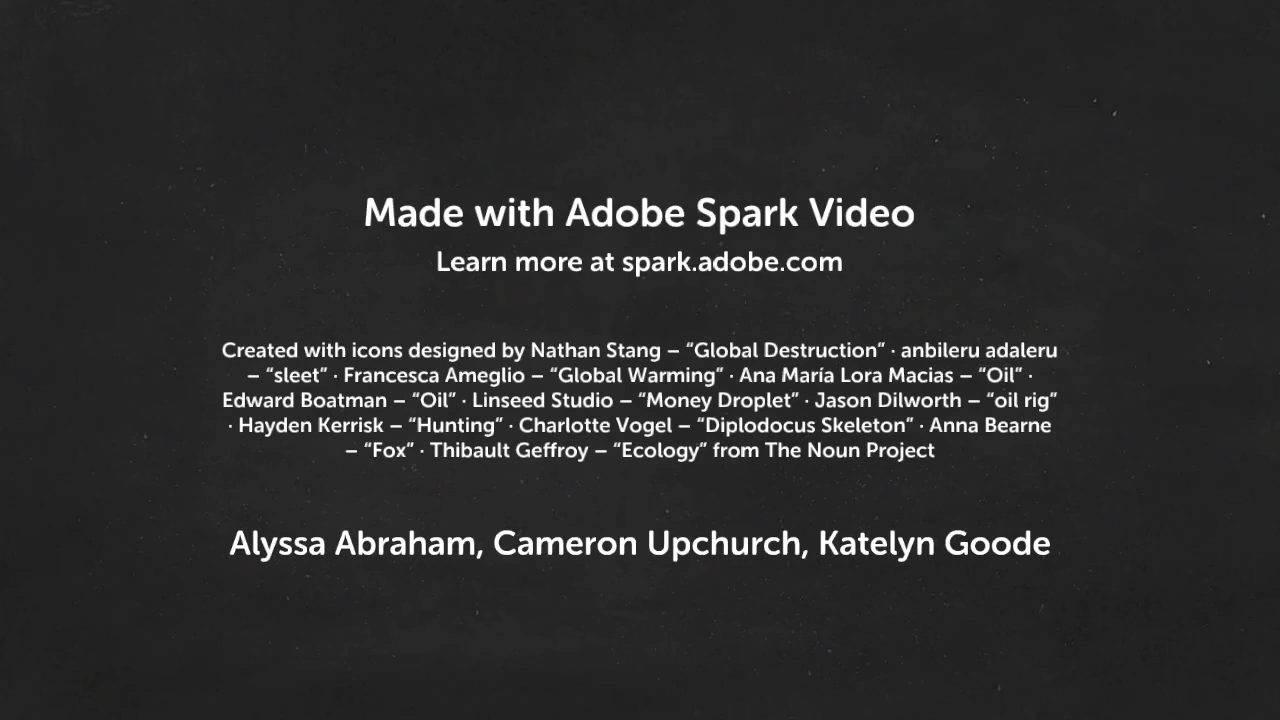 Made with Adobe Spark Video
Learn more at spark.adobe.com
Created with icons designed by Nathan Stang – “Global Destruction” · anbileru adaleru
– “sleet” · Francesca Ameglio – “Global Warming” · Ana María Lora Macias – “Oil” ·
Edward Boatman – “Oil” · Linseed Studio – “Money Droplet” · Jason Dilworth – “oil rig”
· Hayden Kerrisk – “Hunting” · Charlotte Vogel – “Diplodocus Skeleton” · Anna Bearne
– “Fox” · Thibault Geffroy – “Ecology” from The Noun Project
Alyssa Abraham, Cameron Upchurch, Katelyn Goode